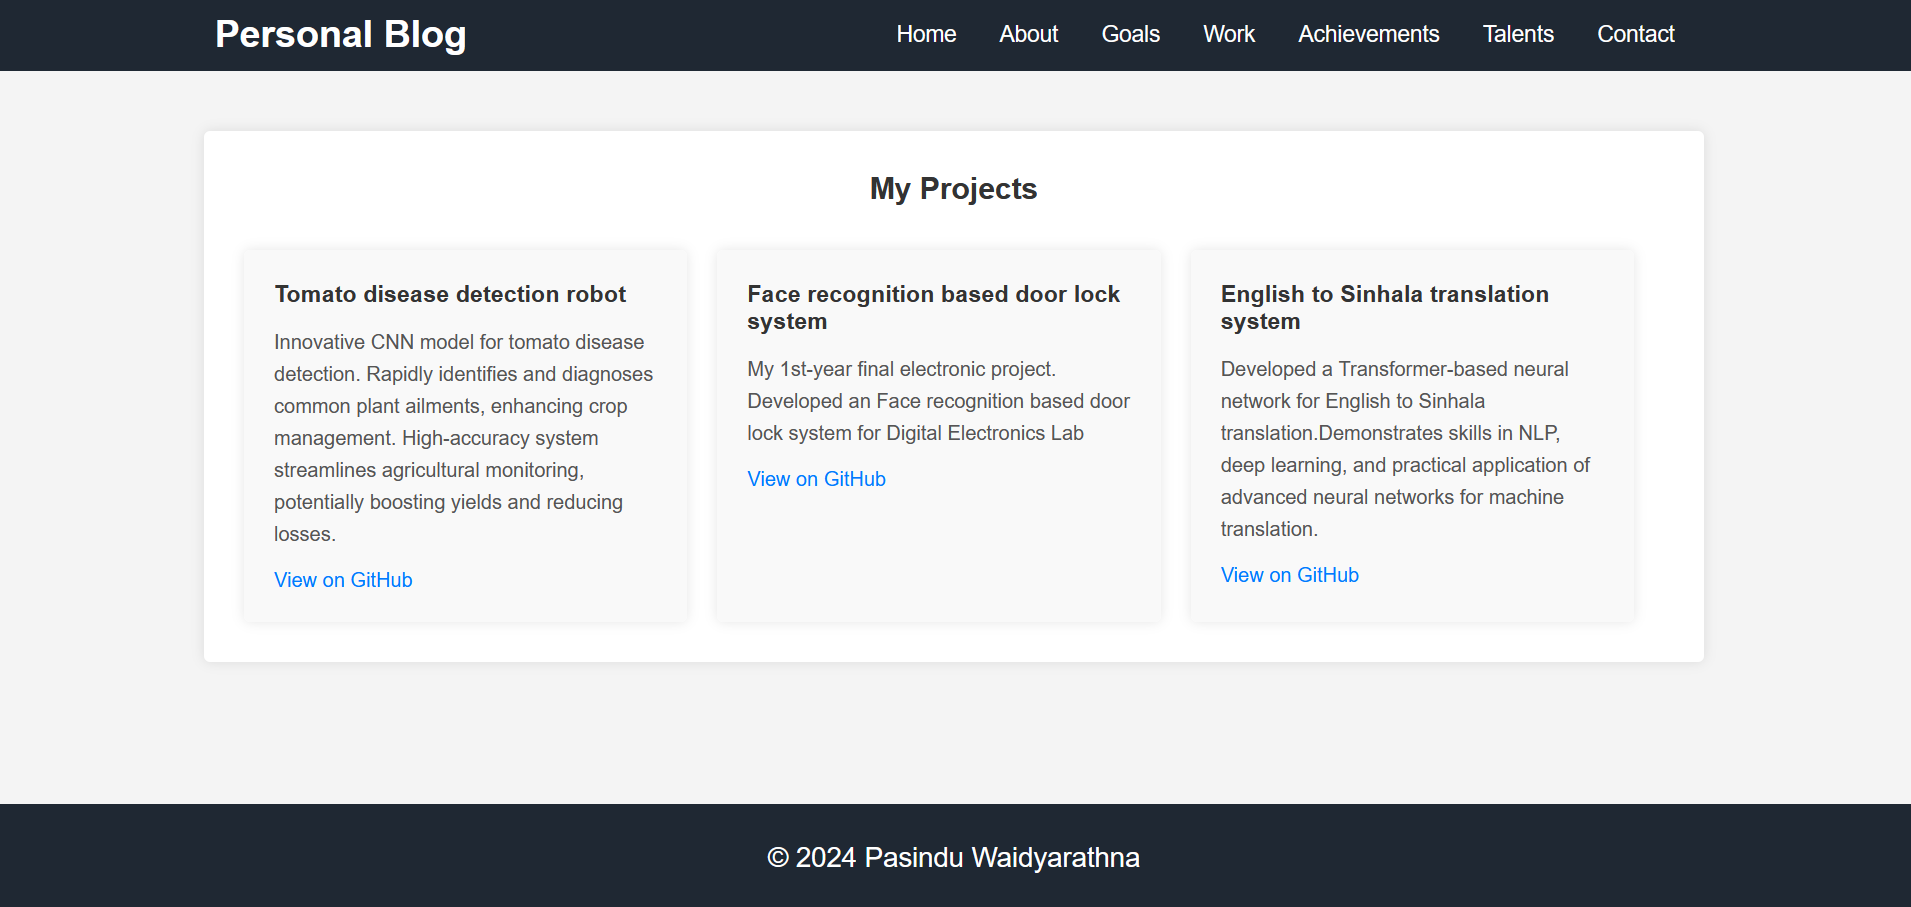 Personal Blog
Home About Goals Work Achievements Talents Contact
My Projects
Tomato disease detection robot
Innovative CNN model for tomato disease
detection. Rapidly identifies and diagnoses
common plant ailments, enhancing crop
management. High-accuracy system
streamlines agricultural monitoring,
potentially boosting yields and reducing
losses.
View on GitHub
Face recognition based door lock
system
My 1st-year final electronic project.
Developed an Face recognition based door
lock system for Digital Electronics Lab
View on GitHub
English to Sinhala translation
system
Developed a Transformer-based neural
network for English to Sinhala
translation.Demonstrates skills in NLP,
deep learning, and practical application of
advanced neural networks for machine
translation.
View on GitHub
© 2024 Pasindu Waidyarathna